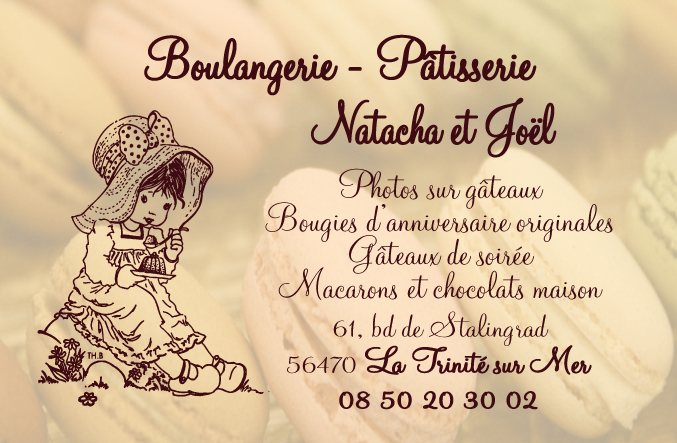 Boulangerie - Pâtisserie
Natacha et Joël
Photos sur gâteaux
Bougies d'anniversaire originales
Gâteaux de soirée
Macarons et chocolats maison
61, bd de Stalingrad
56470 La Trinité sur Mer
08 50 20 30 02
TH.B